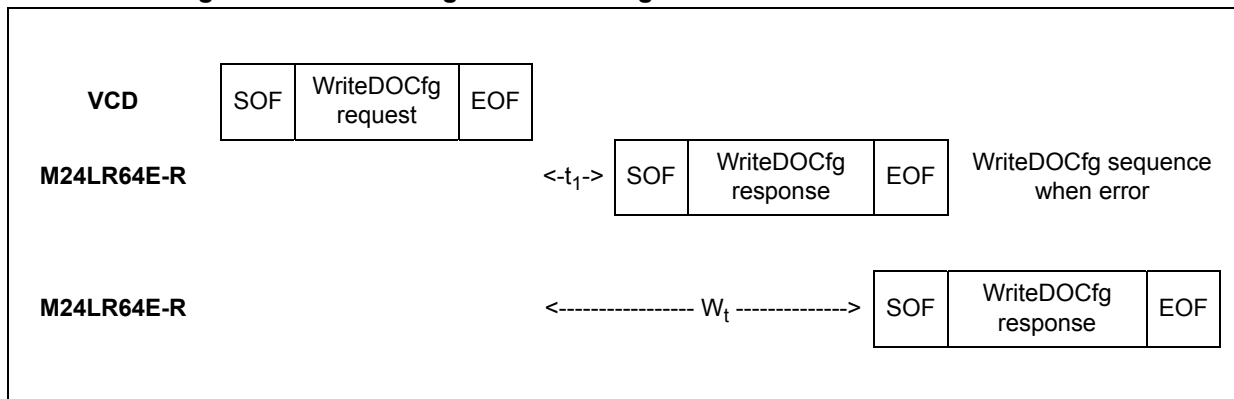 VCD SOF WriteDOCfg request EOF
M24LR64E-R <-t1-> SOF WriteDOCfg response EOF WriteDOCfg sequence when error
M24LR64E-R <----------------- Wt --------------> SOF WriteDOCfg response EOF